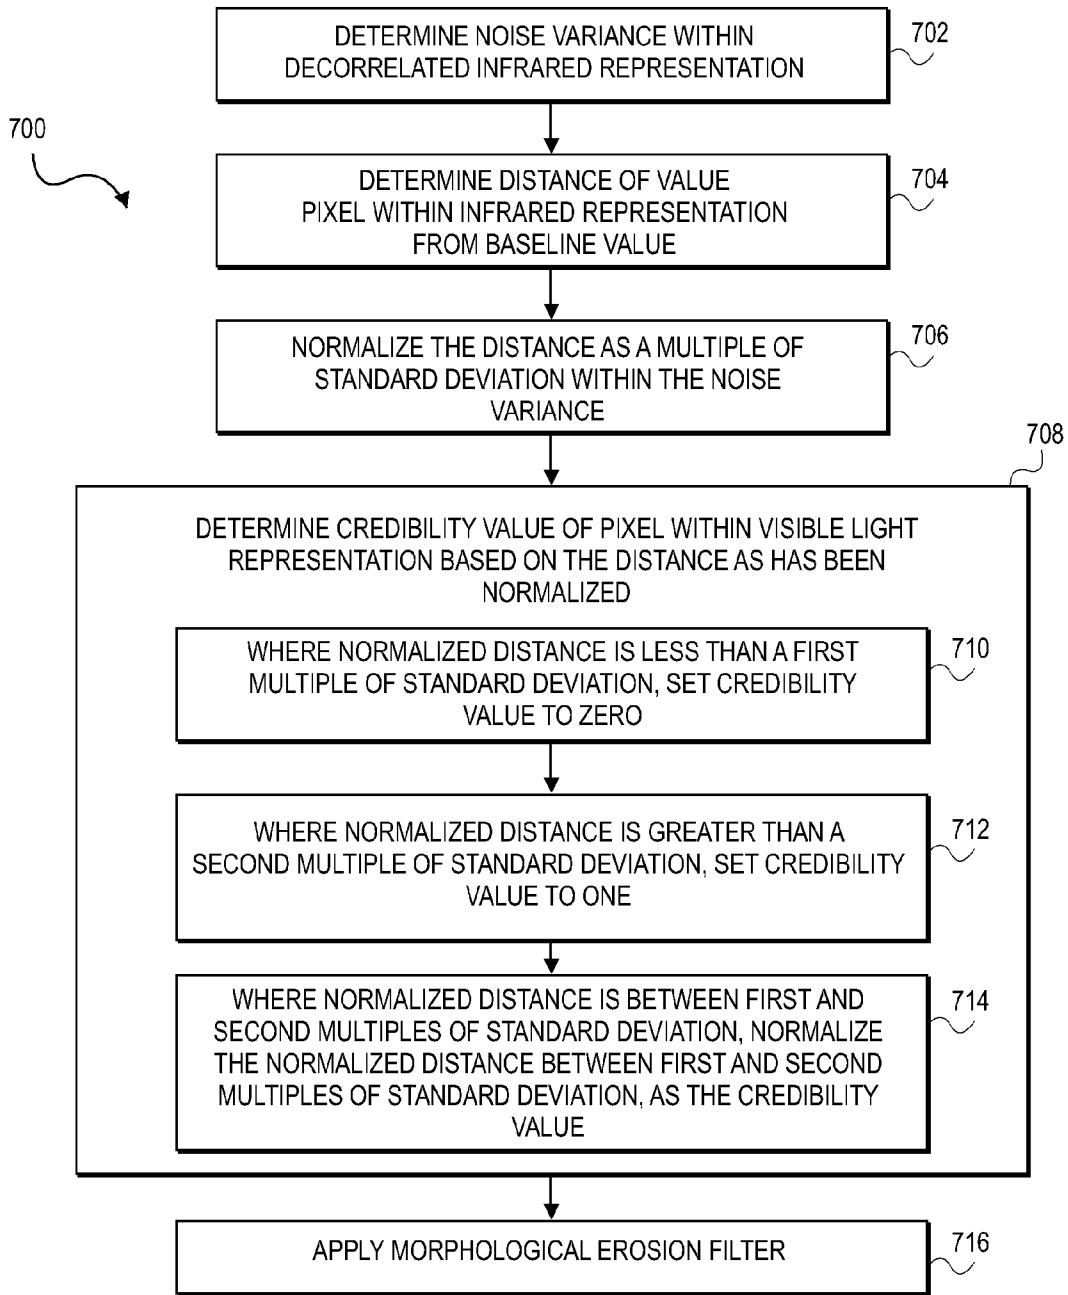 DETERMINE NOISE VARIANCE WITHIN
DECORRELATED INFRARED REPRESENTATION
702
700
DETERMINE DISTANCE OF VALUE
PIXEL WITHIN INFRARED REPRESENTATION
FROM BASELINE VALUE
704
NORMALIZE THE DISTANCE AS A MULTIPLE OF
STANDARD DEVIATION WITHIN THE NOISE
VARIANCE
706
708
DETERMINE CREDIBILITY VALUE OF PIXEL WITHIN VISIBLE LIGHT
REPRESENTATION BASED ON THE DISTANCE AS HAS BEEN
NORMALIZED
WHERE NORMALIZED DISTANCE IS LESS THAN A FIRST
MULTIPLE OF STANDARD DEVIATION, SET CREDIBILITY
VALUE TO ZERO
710
WHERE NORMALIZED DISTANCE IS GREATER THAN A
SECOND MULTIPLE OF STANDARD DEVIATION, SET CREDIBILITY
VALUE TO ONE
712
WHERE NORMALIZED DISTANCE IS BETWEEN FIRST AND
SECOND MULTIPLES OF STANDARD DEVIATION, NORMALIZE
THE NORMALIZED DISTANCE BETWEEN FIRST AND SECOND
MULTIPLES OF STANDARD DEVIATION, AS THE CREDIBILITY
VALUE
714
APPLY MORPHOLOGICAL EROSION FILTER
716